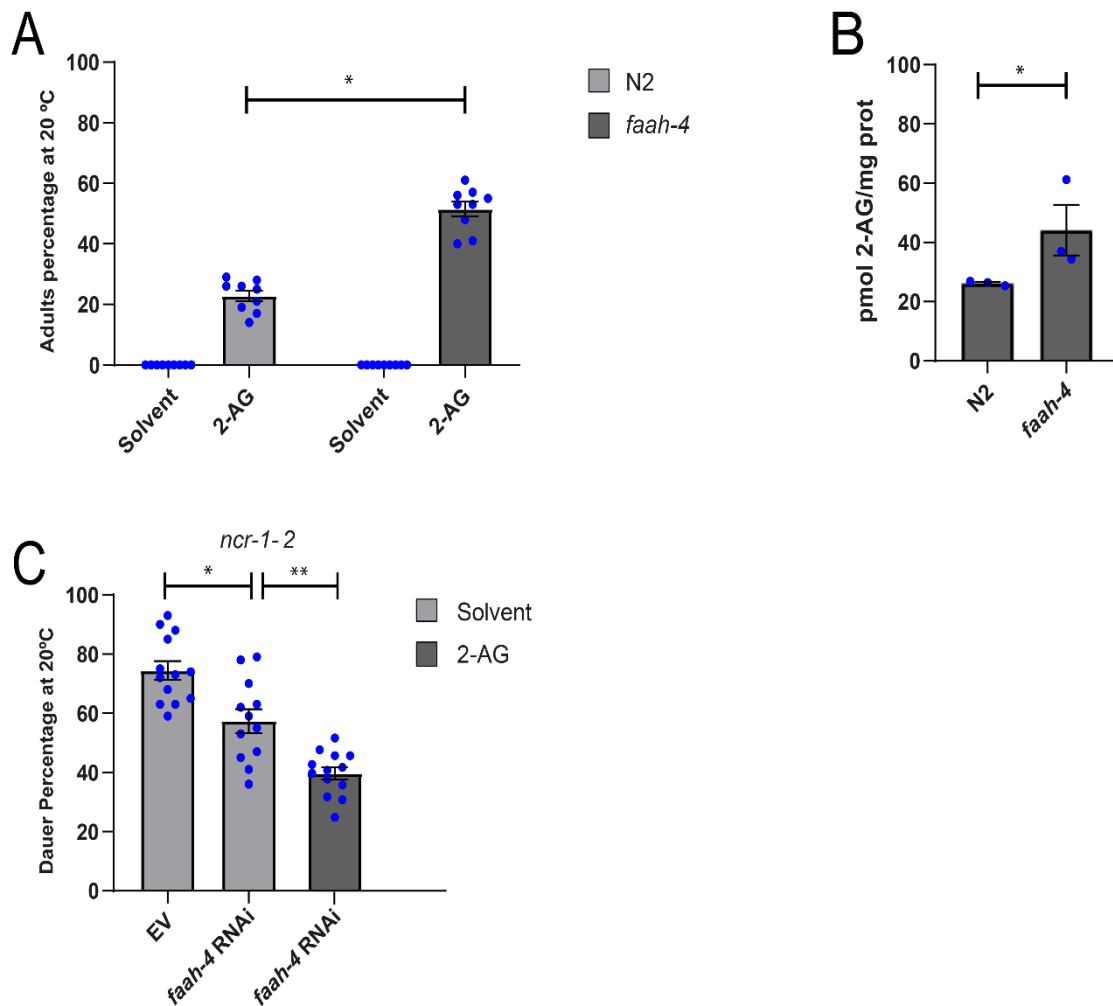 A
100
80
60
40
20
0
Adults percentage at 20 ºC
*
Solvent
2-AG
Solvent
2-AG
N2
faah-4
B
100
80
60
40
20
0
pmol 2-AG/mg prot
*
N2
faah-4
C
ncr-1- 2
*
**
100
80
60
40
20
0
Dauer Percentage at 20ºC
EV
faah-4 RNAi
faah-4 RNAi
Solvent
2-AG